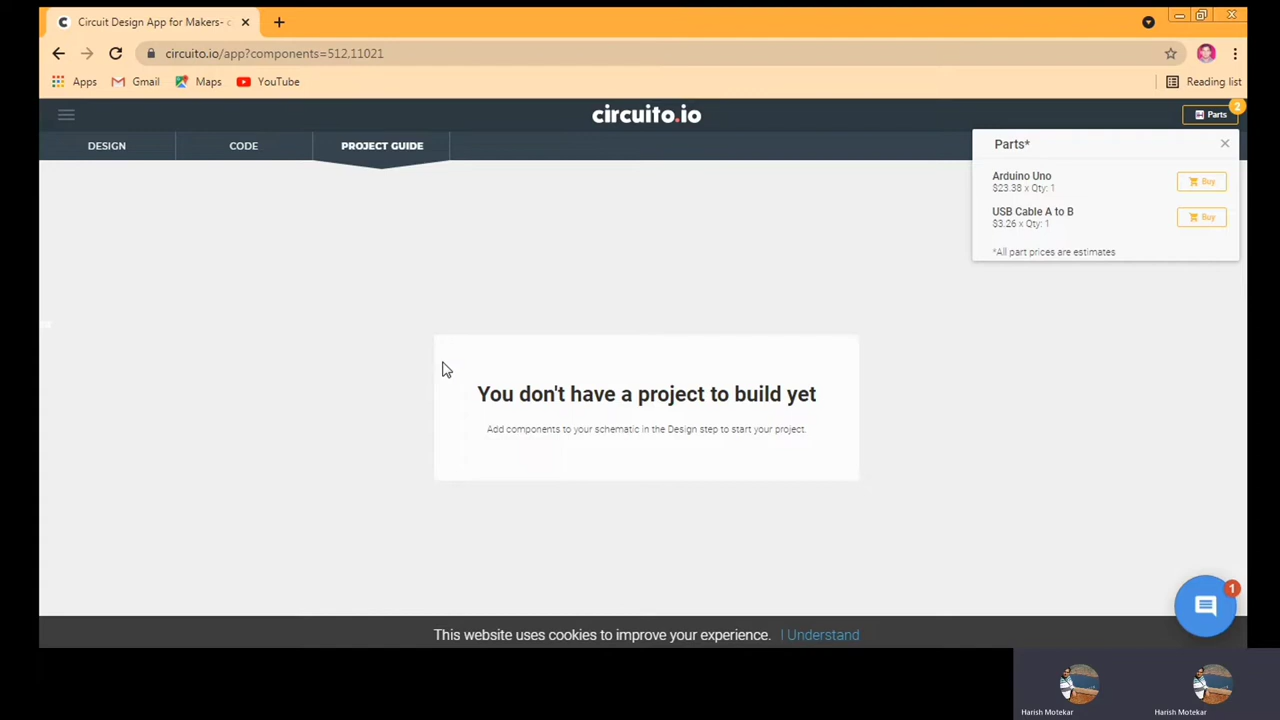 Circuit Design App for Makers- c
circuito.io/app?components=512,11021
Apps
Gmail
Maps
YouTube
Reading list
circuito.io
Parts
2
DESIGN
CODE
PROJECT GUIDE
Parts*
Arduino Uno
$23.38 x Qty: 1
Buy
USB Cable A to B
$3.26 x Qty: 1
Buy
*All part prices are estimates
You don't have a project to build yet
Add components to your schematic in the Design step to start your project.
1
This website uses cookies to improve your experience. I Understand
Harish Motekar
Harish Motekar